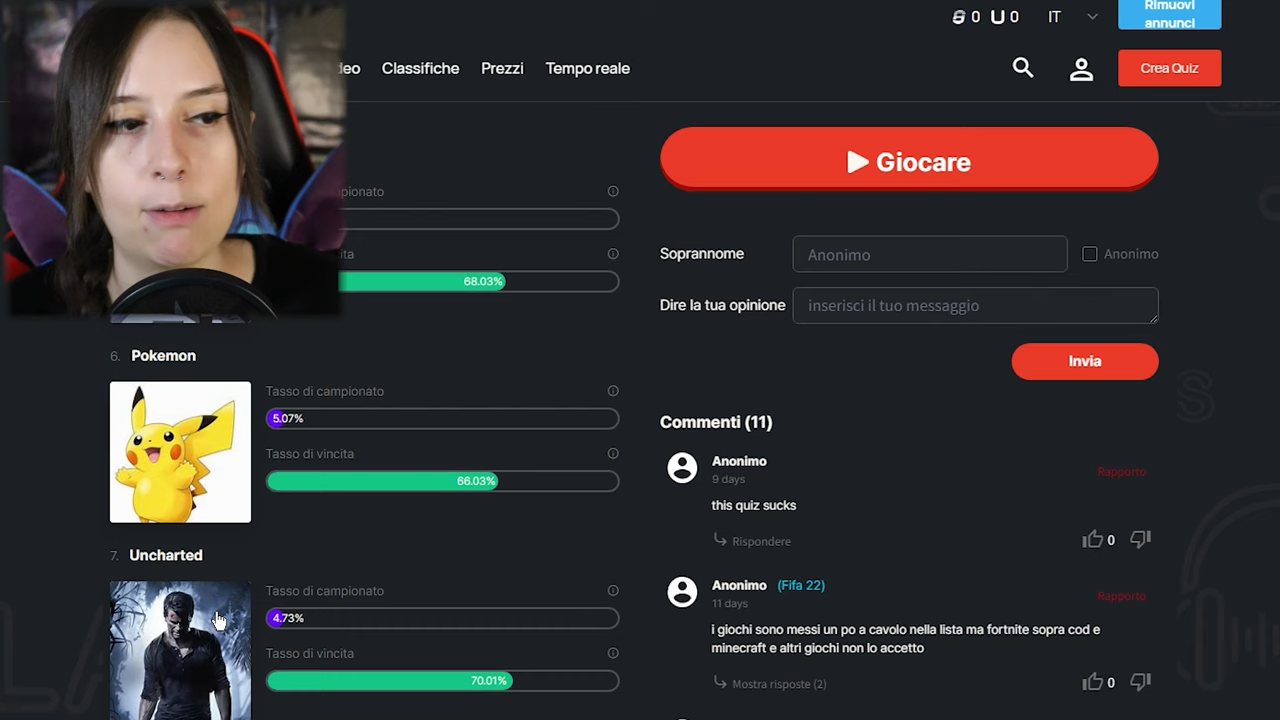 0 0 IT
Rimuovi
annunci
deo Classifiche Prezzi Tempo reale
Crea Quiz
mpionato
cita
68.03%
6. Pokemon
Tasso di campionato
5.07%
Tasso di vincita
66.03%
7. Uncharted
Tasso di campionato
4.73%
Tasso di vincita
70.01%
Giocare
Soprannome Anonimo Anonimo
Dire la tua opinione inserisci il tuo messaggio
Invia
Commenti (11)
Anonimo
9 days
Rapporto
this quiz sucks
Rispondere
0
Anonimo (Fifa 22)
11 days
Rapporto
i giochi sono messi un po a cavolo nella lista ma fortnite sopra cod e
minecraft e altri giochi non lo accetto
Mostra risposte (2)
0